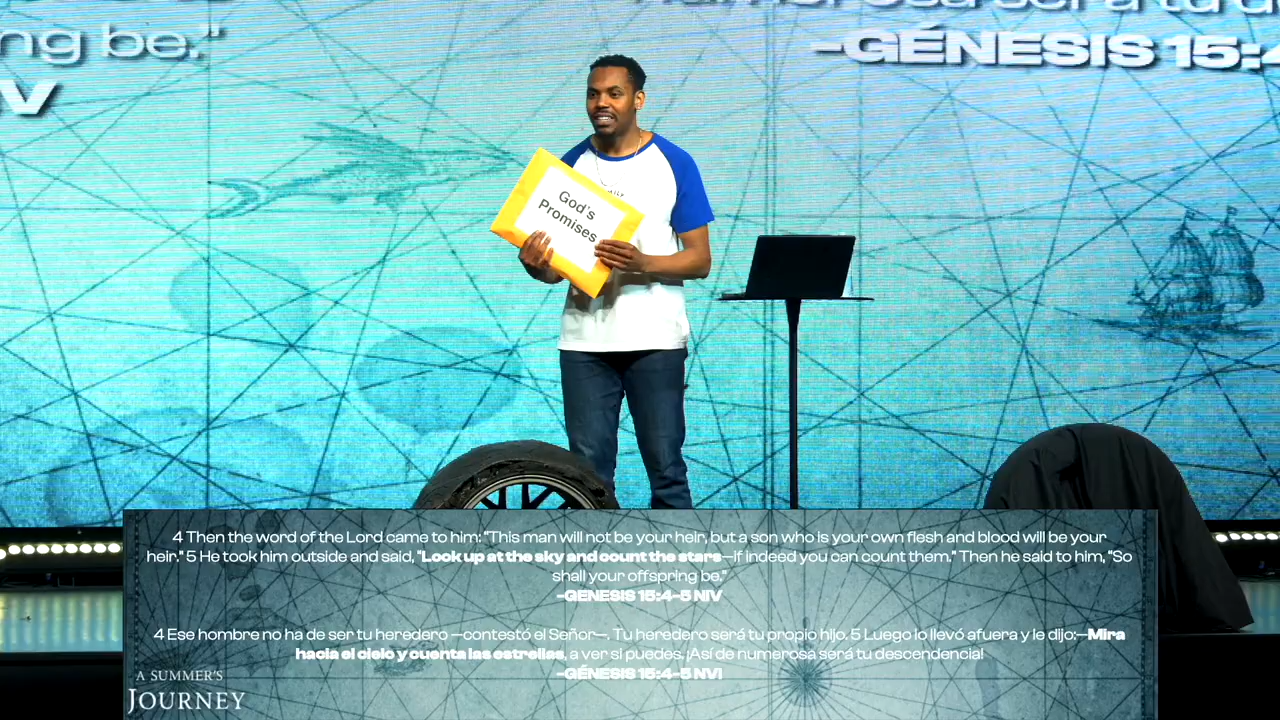 ng be."
-GÉNESIS 15:4
God's
Promises
4 Then the word of the Lord came to him: "This man will not be your heir, but a son who is your own flesh and blood will be your
heir." 5 He took him outside and said, "Look up at the sky and count the stars—if indeed you can count them." Then he said to him, "So
shall your offspring be."
-GENESIS 15:4-5 NIV
4 Ese hombre no ha de ser tu heredero —contestó el Señor—. Tu heredero será tu propio hijo. 5 Luego lo llevó afuera y le dijo:—Mira
hacia el cielo y cuenta las estrellas, a ver si puedes. ¡Así de numerosa será tu descendencia!
-GÉNESIS 15:4-5 NVI
A SUMMER'S
JOURNEY